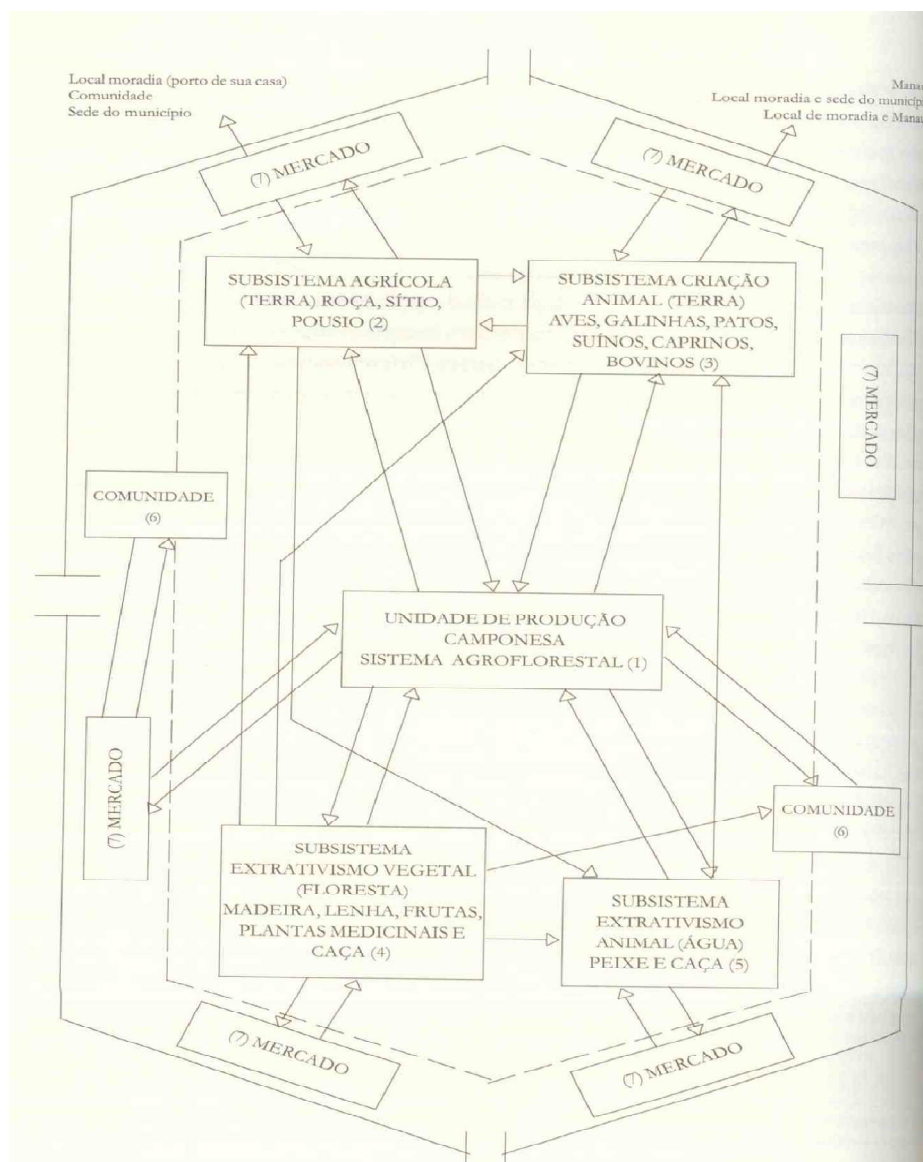 Local moradia (porto de sua casa)
Comunidade
Sede do município
Local moradia e sede do
Local de moradia e
(7) MERCADO
(7) MERCADO
SUBSISTEMA AGRÍCOLA
(TERRA) ROÇA, SÍTIO,
POUSIO (2)
SUBSISTEMA CRIAÇÃO
ANIMAL (TERRA)
AVES, GALINHAS, PATOS,
SUÍNOS, CAPRINOS,
BOVINOS (3)
(7) MERCADO
COMUNIDADE
(6)
UNIDADE DE PRODUÇÃO
CAMPONESA
SISTEMA AGROFLORESTAL (1)
(7) MERCADO
COMUNIDADE
(6)
SUBSISTEMA
EXTRATIVISMO VEGETAL
(FLORESTA)
MADEIRA, LENHA, FRUTAS,
PLANTAS MEDICINAIS E
CAÇA (4)
SUBSISTEMA
EXTRATIVISMO
ANIMAL (ÁGUA)
PEIXE E CAÇA (5)
(7) MERCADO
(7) MERCADO